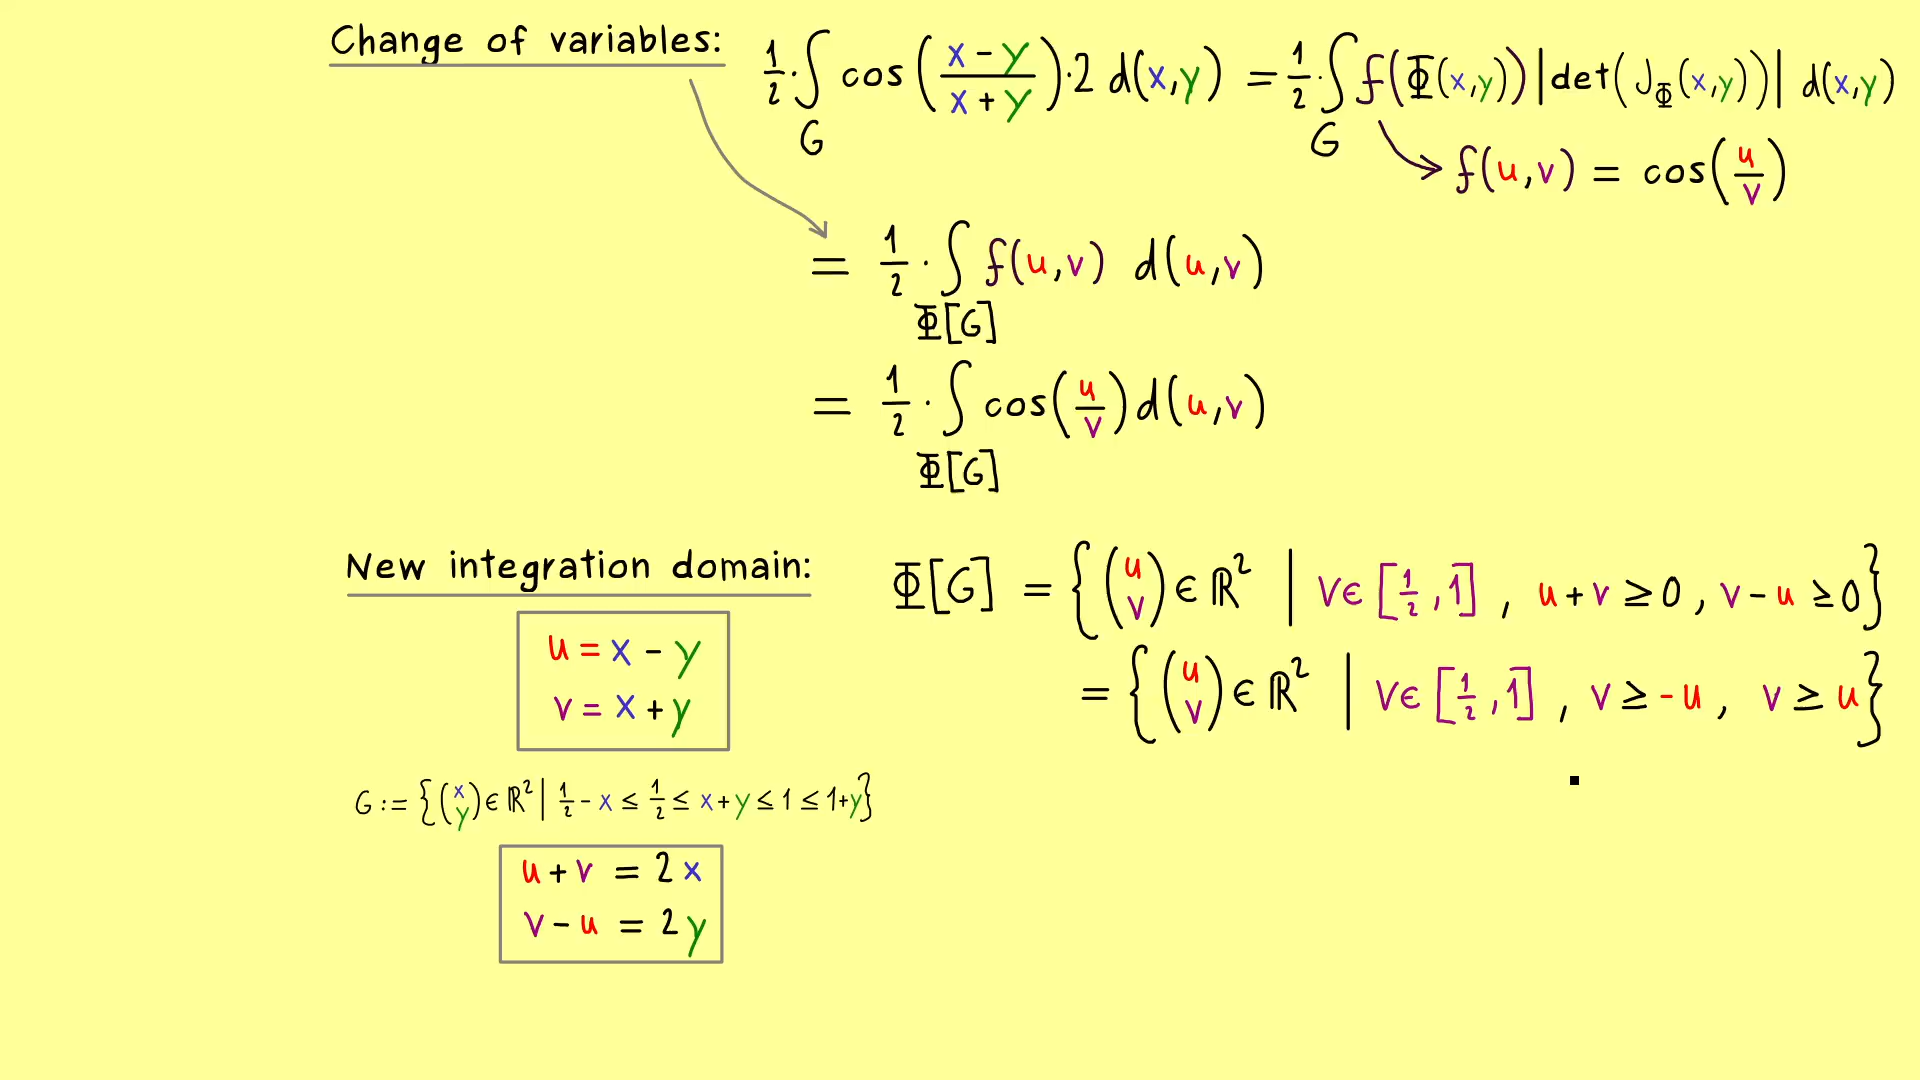 Change of variables: 1/2 · ∫_G cos((x - y)/(x + y)) · 2 d(x,y) = 1/2 · ∫_G f(Φ(x,y)) |det(J_Φ(x,y))| d(x,y)
f(u,v) = cos(u/v)
= 1/2 · ∫_Φ[G] f(u,v) d(u,v)
= 1/2 · ∫_Φ[G] cos(u/v) d(u,v)
New integration domain: Φ[G] = {(u v) ∈ ℝ² | v ∈ [1/2, 1], u + v ≥ 0, v - u ≥ 0}
= {(u v) ∈ ℝ² | v ∈ [1/2, 1], v ≥ -u, v ≥ u}
u = x - y
v = x + y
G := {(x y) ∈ ℝ² | 1/2 - x ≤ 1/2 ≤ x + y ≤ 1 ≤ 1+y}
u + v = 2x
v - u = 2y